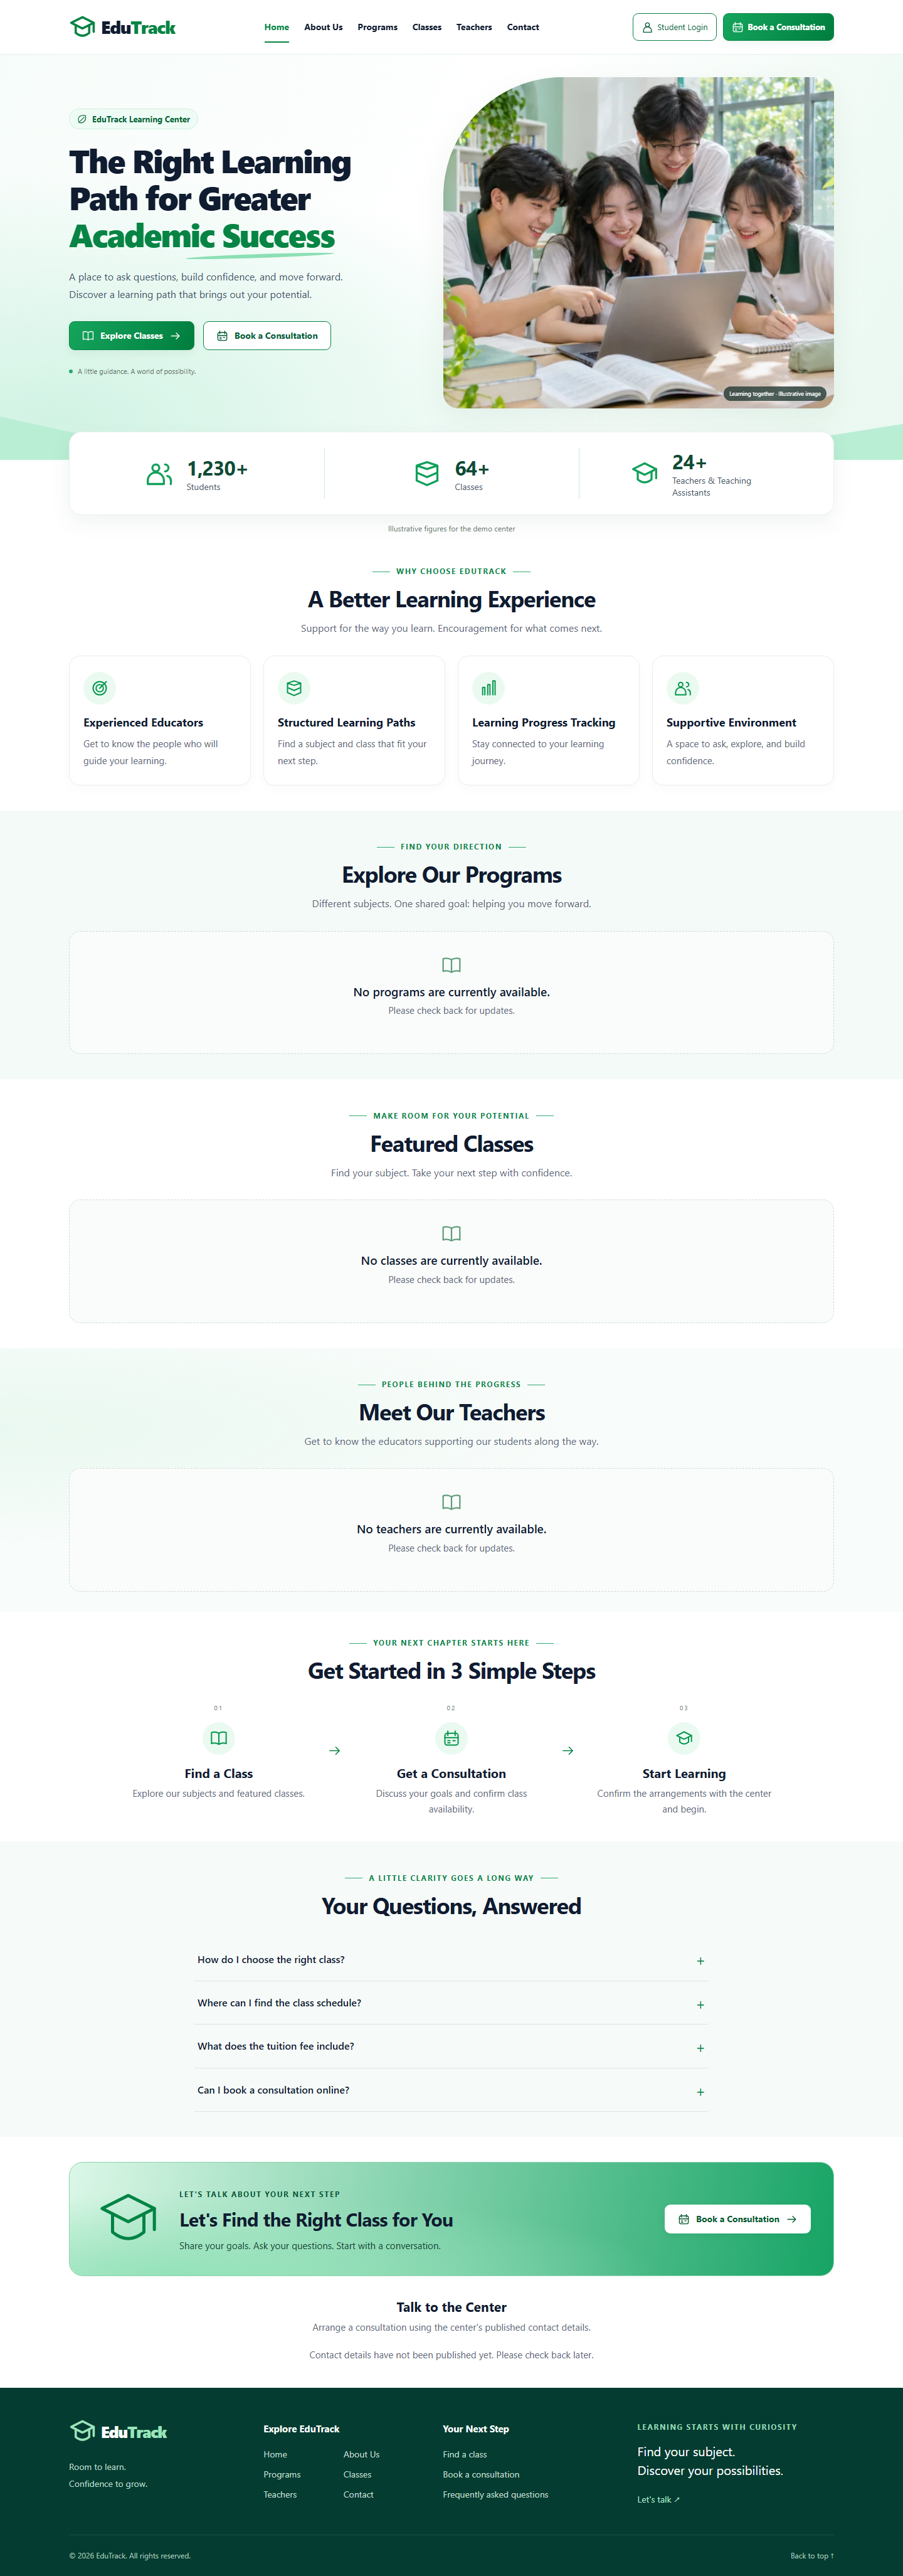 EduTrack
Home About Us Programs Classes Teachers Contact
Student Login
Book a Consultation
EduTrack Learning Center
The Right Learning
Path for Greater
Academic Success
A place to ask questions, build confidence, and move forward.
Discover a learning path that brings out your potential.
Explore Classes →
Book a Consultation
A little guidance. A world of possibility.
Learning together · Illustrative image
1,230+
Students
64+
Classes
24+
Teachers & Teaching
Assistants
Illustrative figures for the demo center
WHY CHOOSE EDUTRACK
A Better Learning Experience
Support for the way you learn. Encouragement for what comes next.
Experienced Educators
Get to know the people who will
guide your learning.
Structured Learning Paths
Find a subject and class that fit your
next step.
Learning Progress Tracking
Stay connected to your learning
journey.
Supportive Environment
A space to ask, explore, and build
confidence.
FIND YOUR DIRECTION
Explore Our Programs
Different subjects. One shared goal: helping you move forward.
No programs are currently available.
Please check back for updates.
MAKE ROOM FOR YOUR POTENTIAL
Featured Classes
Find your subject. Take your next step with confidence.
No classes are currently available.
Please check back for updates.
PEOPLE BEHIND THE PROGRESS
Meet Our Teachers
Get to know the educators supporting our students along the way.
No teachers are currently available.
Please check back for updates.
YOUR NEXT CHAPTER STARTS HERE
Get Started in 3 Simple Steps
01
Find a Class
Explore our subjects and featured classes.
→
02
Get a Consultation
Discuss your goals and confirm class
availability.
→
03
Start Learning
Confirm the arrangements with the center
and begin.
A LITTLE CLARITY GOES A LONG WAY
Your Questions, Answered
How do I choose the right class? +
Where can I find the class schedule? +
What does the tuition fee include? +
Can I book a consultation online? +
LET'S TALK ABOUT YOUR NEXT STEP
Let's Find the Right Class for You
Share your goals. Ask your questions. Start with a conversation.
Book a Consultation →
Talk to the Center
Arrange a consultation using the center's published contact details.
Contact details have not been published yet. Please check back later.
EduTrack
Room to learn.
Confidence to grow.
Explore EduTrack
Home About Us
Programs Classes
Teachers Contact
Your Next Step
Find a class
Book a consultation
Frequently asked questions
LEARNING STARTS WITH CURIOSITY
Find your subject.
Discover your possibilities.
Let's talk ↗
© 2026 EduTrack. All rights reserved.
Back to top ↑